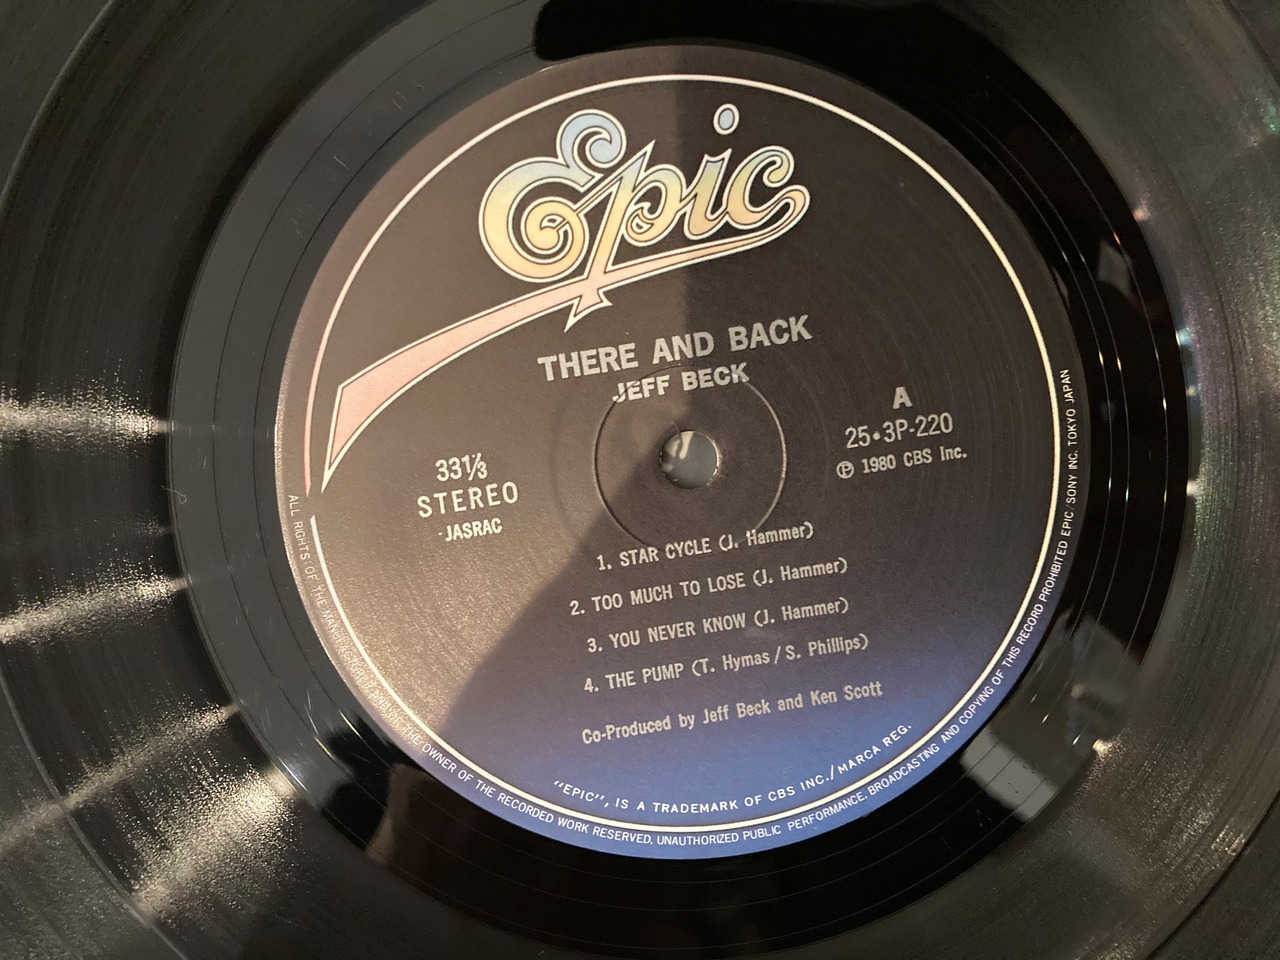 Epic
THERE AND BACK
JEFF BECK
33⅓
STEREO
JASRAC
A
25•3P-220
Ⓟ 1980 CBS Inc.
1. STAR CYCLE (J. Hammer)
2. TOO MUCH TO LOSE (J. Hammer)
3. YOU NEVER KNOW (J. Hammer)
4. THE PUMP (T. Hymas / S. Phillips)
Co-Produced by Jeff Beck and Ken Scott
"EPIC", IS A TRADEMARK OF CBS INC./MARCA REG.
ALL RIGHTS OF THE OWNER OF THE RECORDED WORK RESERVED, UNAUTHORIZED PUBLIC PERFORMANCE, BROADCASTING AND COPYING OF THIS RECORD PROHIBITED EPIC/SONY INC. TOKYO JAPAN